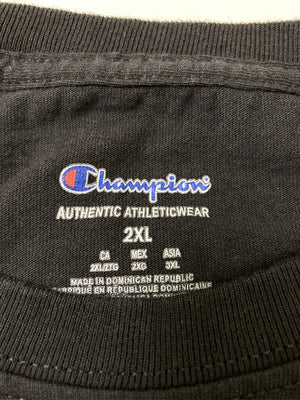 Champion
AUTHENTIC ATHLETICWEAR
2XL
CA MEX ASIA
2XL/2TG 2XG 3XL
MADE IN DOMINICAN REPUBLIC
FABRIQUÉ EN RÉPUBLIQUE DOMINICAINE